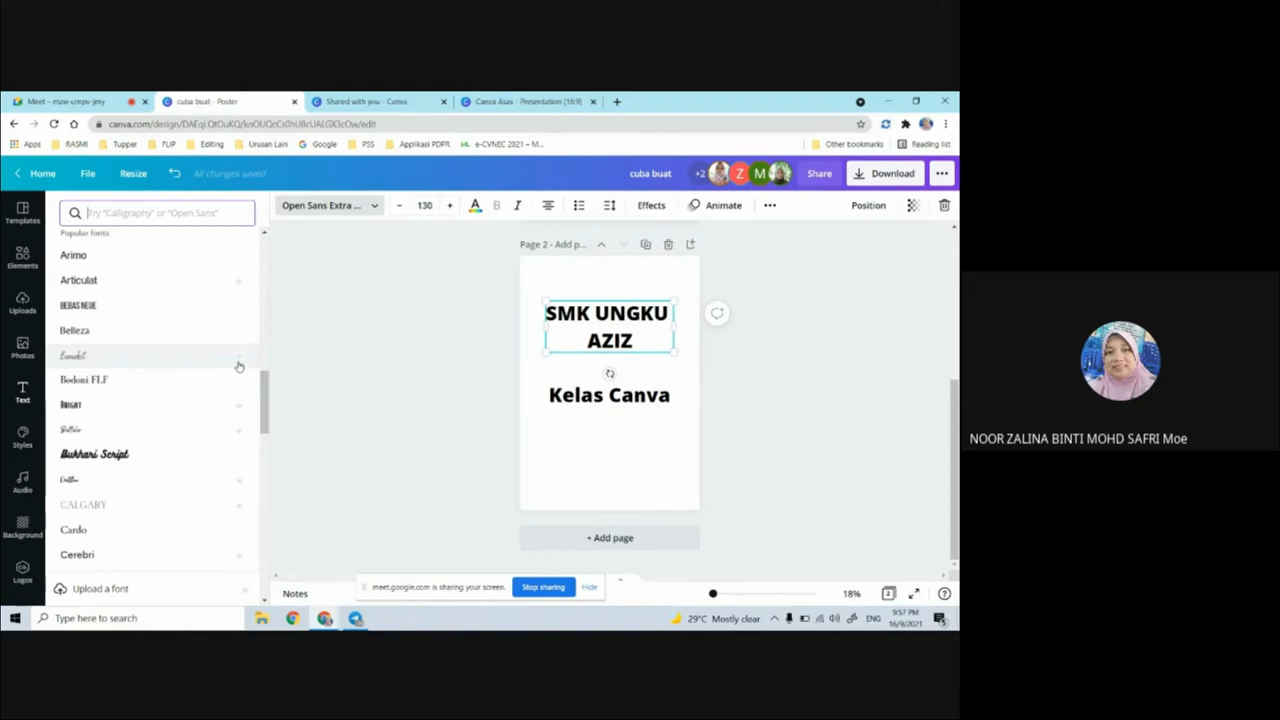 Meet - mzw-umpv-jmy
cuba buat - Poster
Shared with you - Canva
Canva Asas - Presentation (16:9)
Apps
RASMI
Tupper
FLIP
Editing
Urusan Lain
Google
PSS
Applikasi PDPR
e-CVNEC 2021 – M...
Other bookmarks
Reading list
Home
File
Resize
All changes saved
cuba buat
+2
Z
M
Share
Download
Templates
Elements
Uploads
Photos
Text
Styles
Audio
Background
Logos
Try "Calligraphy" or "Open Sans"
Popular fonts
Arimo
Articulat
BEBAS NEUE
Belleza
Bodoni FLF
BRIGHT
Bukhari Script
CALGARY
Cardo
Cerebri
Upload a font
Open Sans Extra ...
130
A
B
I
Effects
Animate
Position
Page 2 - Add p...
SMK UNGKU
AZIZ
Kelas Canva
+ Add page
meet.google.com is sharing your screen.
Stop sharing
Hide
Notes
18%
2
Type here to search
29°C Mostly clear
ENG
9:57 PM
16/9/2021
NOOR ZALINA BINTI MOHD SAFRI Moe